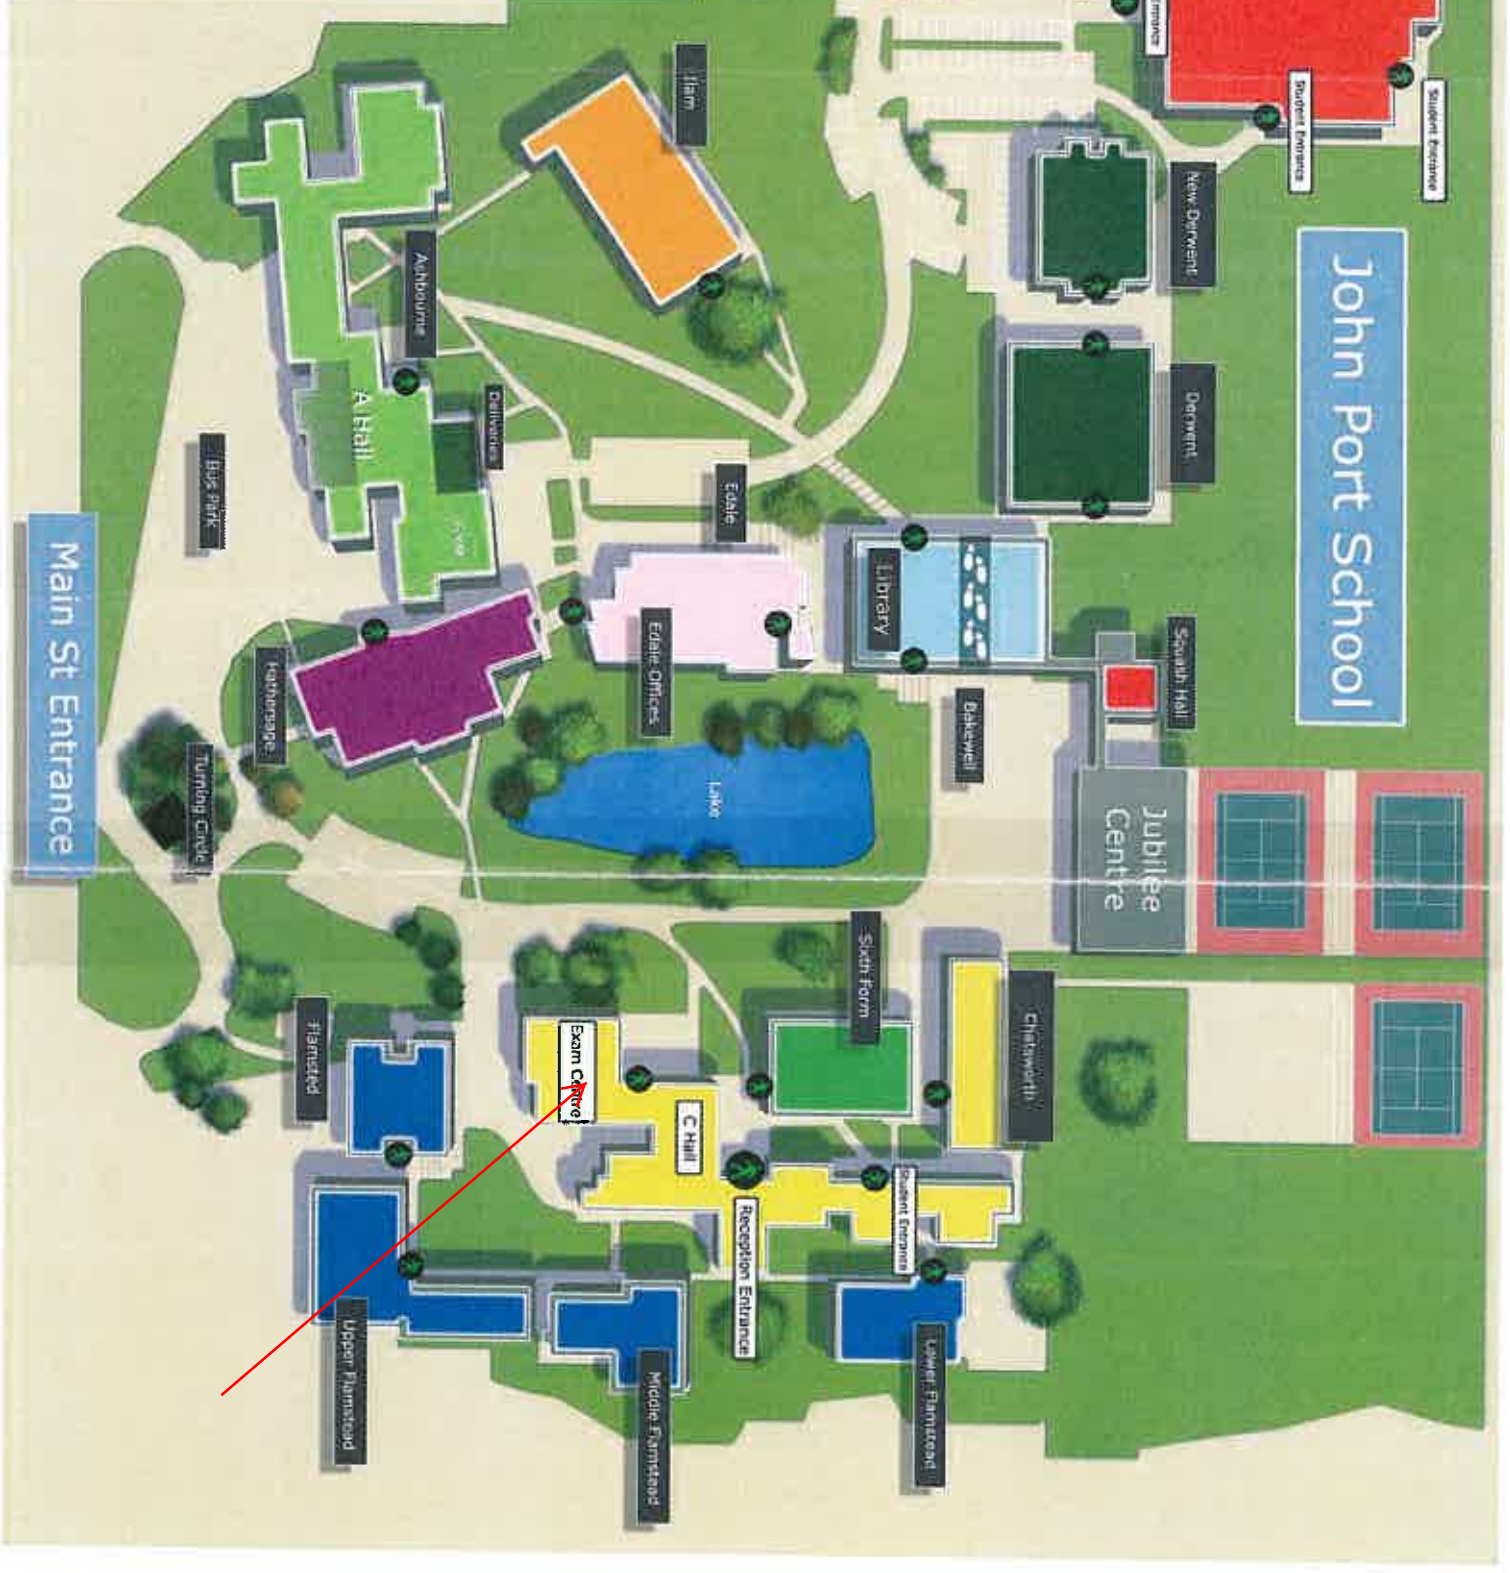 John Port School
Student Entrance
Student Entrance
New Derwent
Derwent
Squash Hall
Jubilee
Centre
Chatsworth
Bakewell
Library
Student Entrance
Lower Flamstead
Sixth Form
Ilam
Edale
Lake
Reception Entrance
Edale Offices
C Hall
Middle Flamstead
Exam Centre
Deliveries
Ashbourne
A Hall
Upper Flamstead
Flamsted
Hathersage
Bus Park
Turning Circle
Main St Entrance